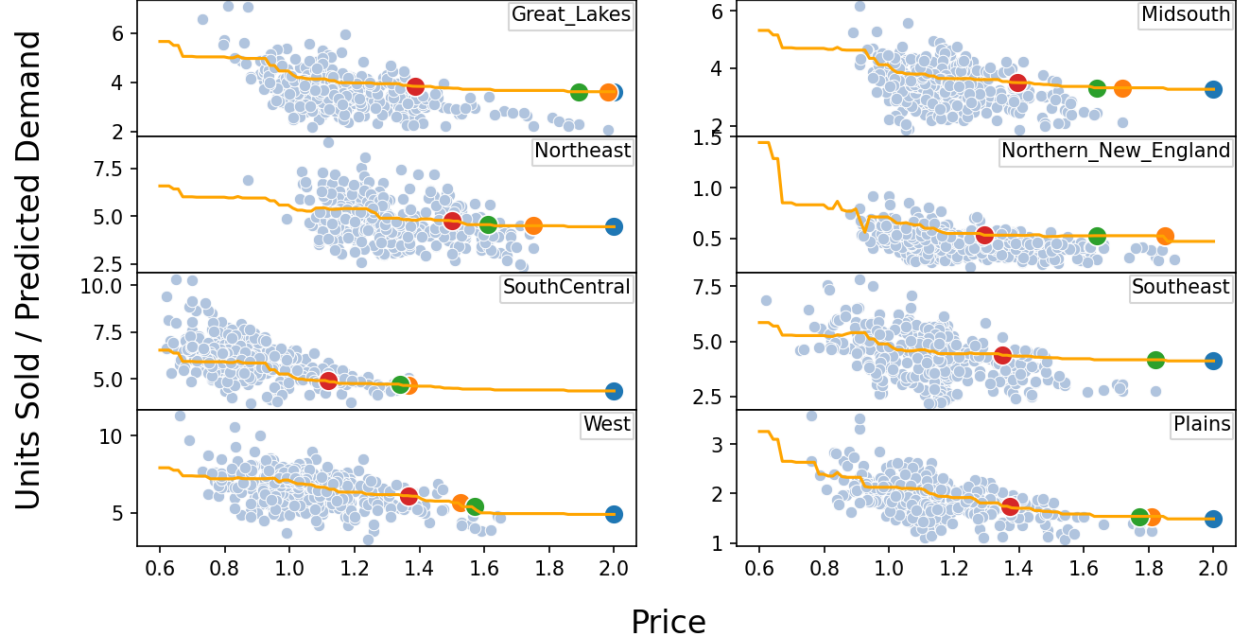 Units Sold / Predicted Demand
Great_Lakes
6
4
2
Midsouth
6
4
2
Northeast
7.5
5.0
2.5
Northern_New_England
1.5
1.0
0.5
SouthCentral
10.0
7.5
5.0
Southeast
7.5
5.0
2.5
West
10
5
0.6 0.8 1.0 1.2 1.4 1.6 1.8 2.0
Plains
3
2
1
0.6 0.8 1.0 1.2 1.4 1.6 1.8 2.0
Price